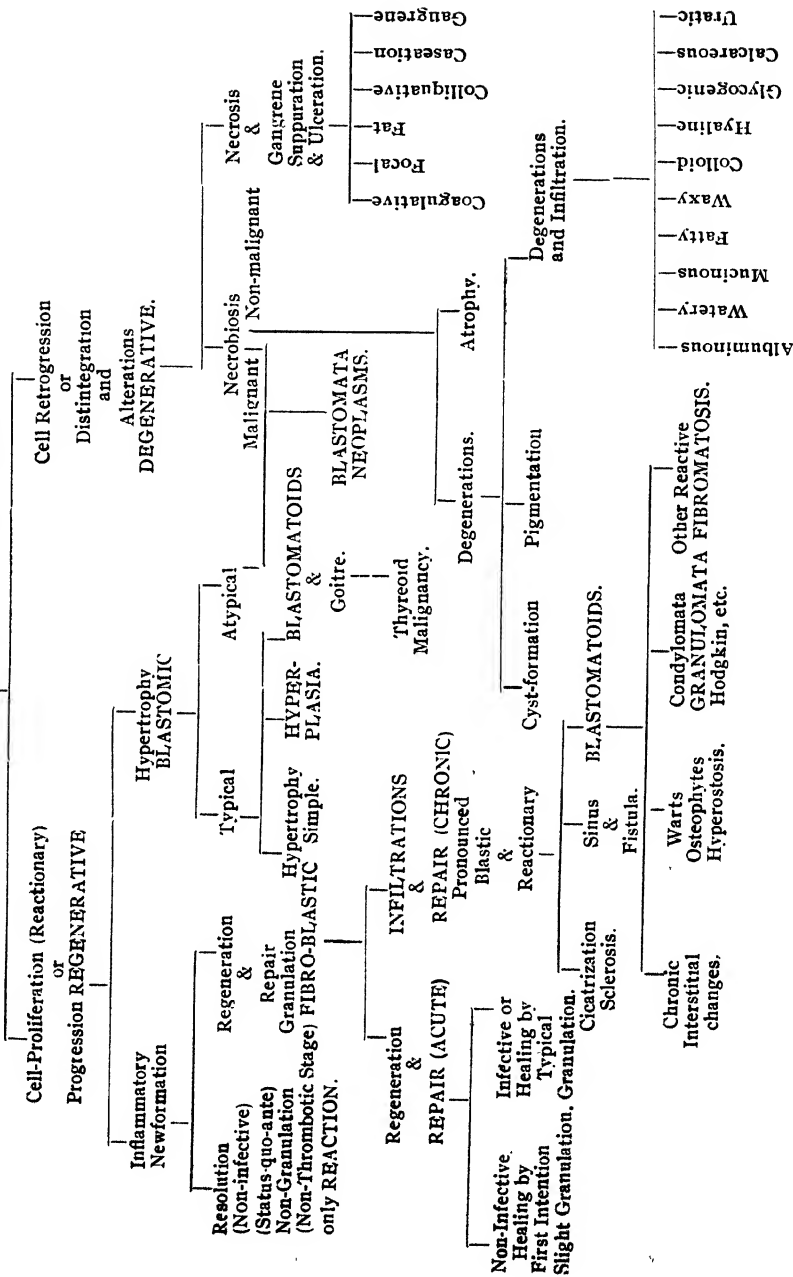 Cell-Proliferation (Reactionary)
or
Progression REGENERATIVE
Cell Retrogression
or
Distintegration
and
Alterations
DEGENERATIVE.
Inflammatory
Newformation
Hypertrophy
BLASTOMIC
Necrobiosis
Necrosis
&
Gangrene
Suppuration
& Ulceration.
Resolution
(Non-infective)
(Status-quo-ante)
Non-Granulation
(Non-Thrombotic Stage)
only REACTION.
Regeneration
&
Repair
Granulation
FIBRO-BLASTIC
Typical
Atypical
Hypertrophy
Simple.
HYPER-
PLASIA.
BLASTOMATOIDS
&
Goitre.
Thyreoid
Malignancy.
Malignant
Non-malignant
BLASTOMATA
NEOPLASMS.
Coagulative
Focal
Fat
Colliquative
Caseation
Gangrene
Regeneration
&
REPAIR (ACUTE)
INFILTRATIONS
&
REPAIR (CHRONIC)
Pronounced
Blastic
&
Reactionary
Degenerations.
Atrophy.
Non-Infective.
Healing by
First Intention
Slight Granulation.
Infective or
Healing by
Typical
Granulation.
Cyst-formation
Pigmentation
Degenerations
and Infiltration.
Cicatrization
Sclerosis.
Sinus
&
Fistula.
BLASTOMATOIDS.
Albuminous
Watery
Mucinous
Fatty
Waxy
Colloid
Hyaline
Glycogenic
Calcareous
Uratic
Chronic
Interstitial
changes.
Warts
Osteophytes
Hyperostosis.
Condylomata
GRANULOMATA
Hodgkin, etc.
Other Reactive
FIBROMATOSIS.